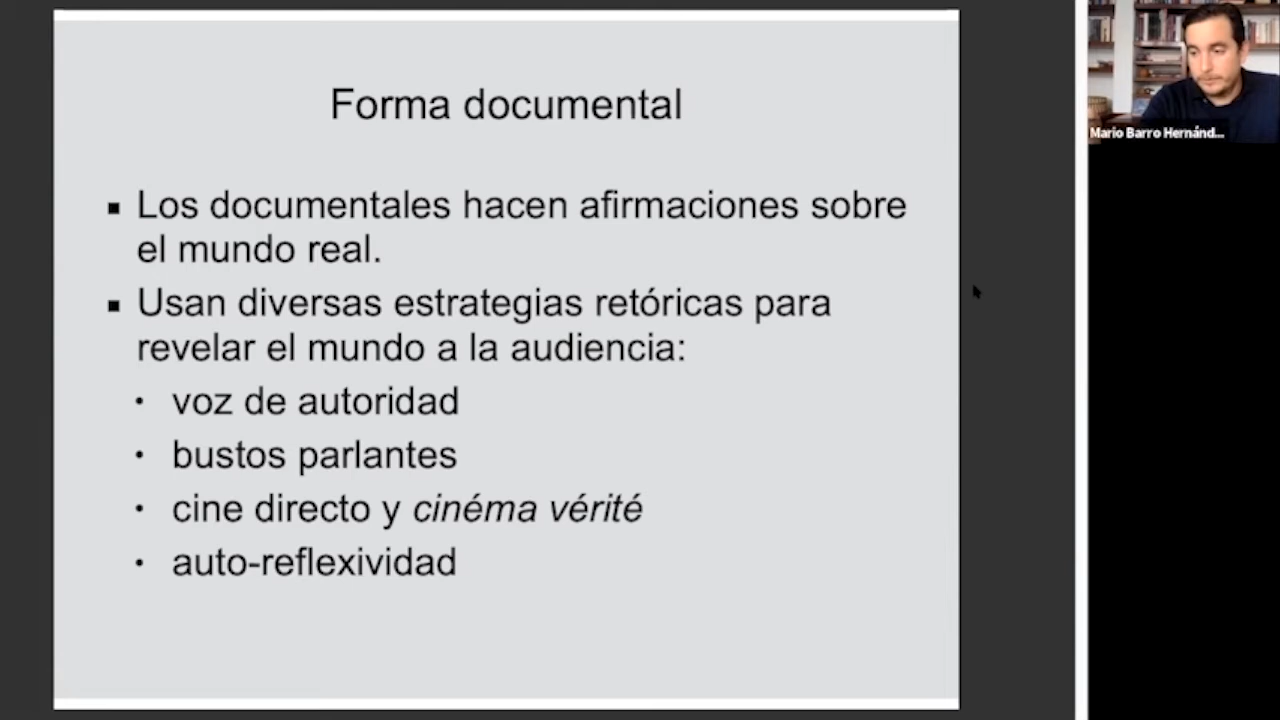 Forma documental
Los documentales hacen afirmaciones sobre
el mundo real.
Usan diversas estrategias retóricas para
revelar el mundo a la audiencia:
voz de autoridad
bustos parlantes
cine directo y cinéma vérité
auto-reflexividad
Mario Barro Hernánd...